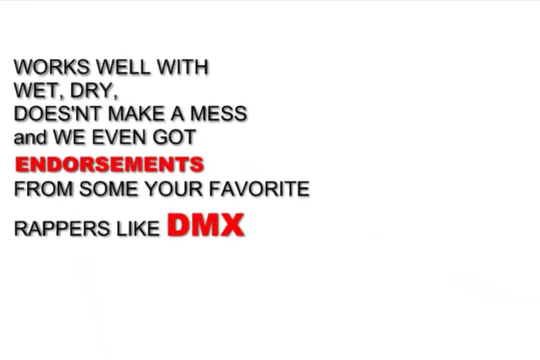 WORKS WELL WITH
WET, DRY,
DOES'NT MAKE A MESS
and WE EVEN GOT
ENDORSEMENTS
FROM SOME YOUR FAVORITE
RAPPERS LIKE DMX